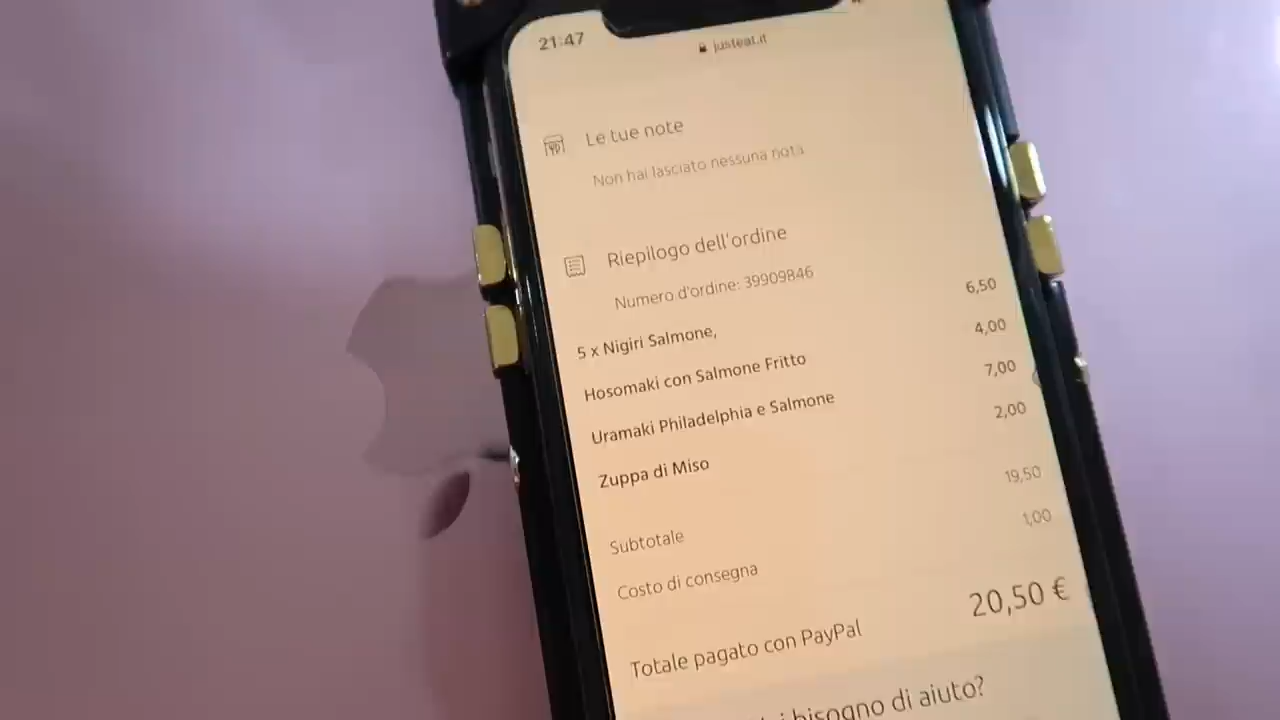 21:47
justeat.it
Le tue note
Non hai lasciato nessuna nota
Riepilogo dell'ordine
Numero d'ordine: 39909846
5 x Nigiri Salmone, 6,50
Hosomaki con Salmone Fritto 4,00
Uramaki Philadelphia e Salmone 7,00
Zuppa di Miso 2,00
Subtotale 19,50
Costo di consegna 1,00
Totale pagato con PayPal 20,50 €
bisogno di aiuto?